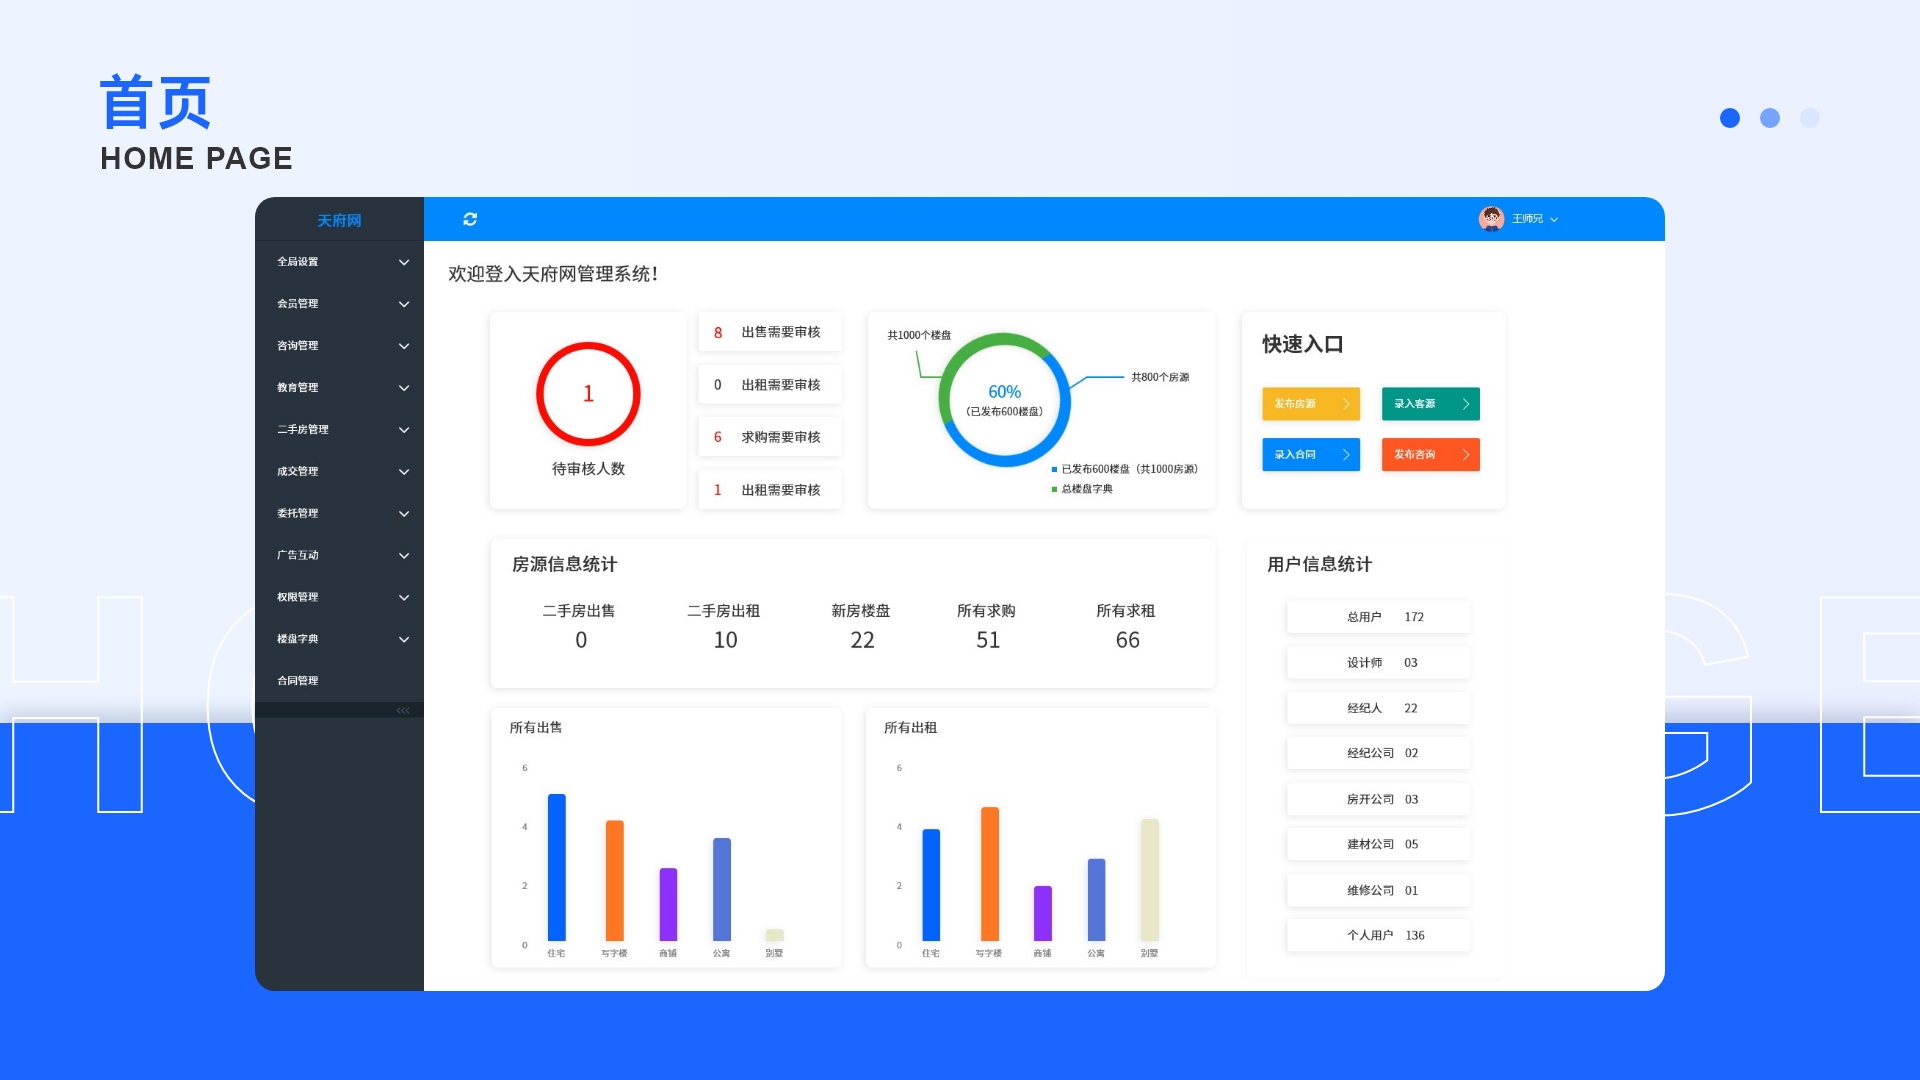 首页
HOME PAGE
天府网
王师兄
全局设置
会员管理
咨询管理
教育管理
二手房管理
成交管理
委托管理
广告互动
权限管理
楼盘字典
合同管理
欢迎登入天府网管理系统！
1
待审核人数
8 出售需要审核
0 出租需要审核
6 求购需要审核
1 出租需要审核
共1000个楼盘
60%
（已发布600楼盘）
共800个房源
已发布600楼盘（共1000房源）
总楼盘字典
快速入口
发布房源
录入客源
录入合同
发布咨询
房源信息统计
二手房出售 二手房出租 新房楼盘 所有求购 所有求租
0 10 22 51 66
用户信息统计
总用户 172
设计师 03
经纪人 22
经纪公司 02
房开公司 03
建材公司 05
维修公司 01
个人用户 136
所有出售
6
4
2
0
住宅 写字楼 商铺 公寓 别墅
所有出租
6
4
2
0
住宅 写字楼 商铺 公寓 别墅